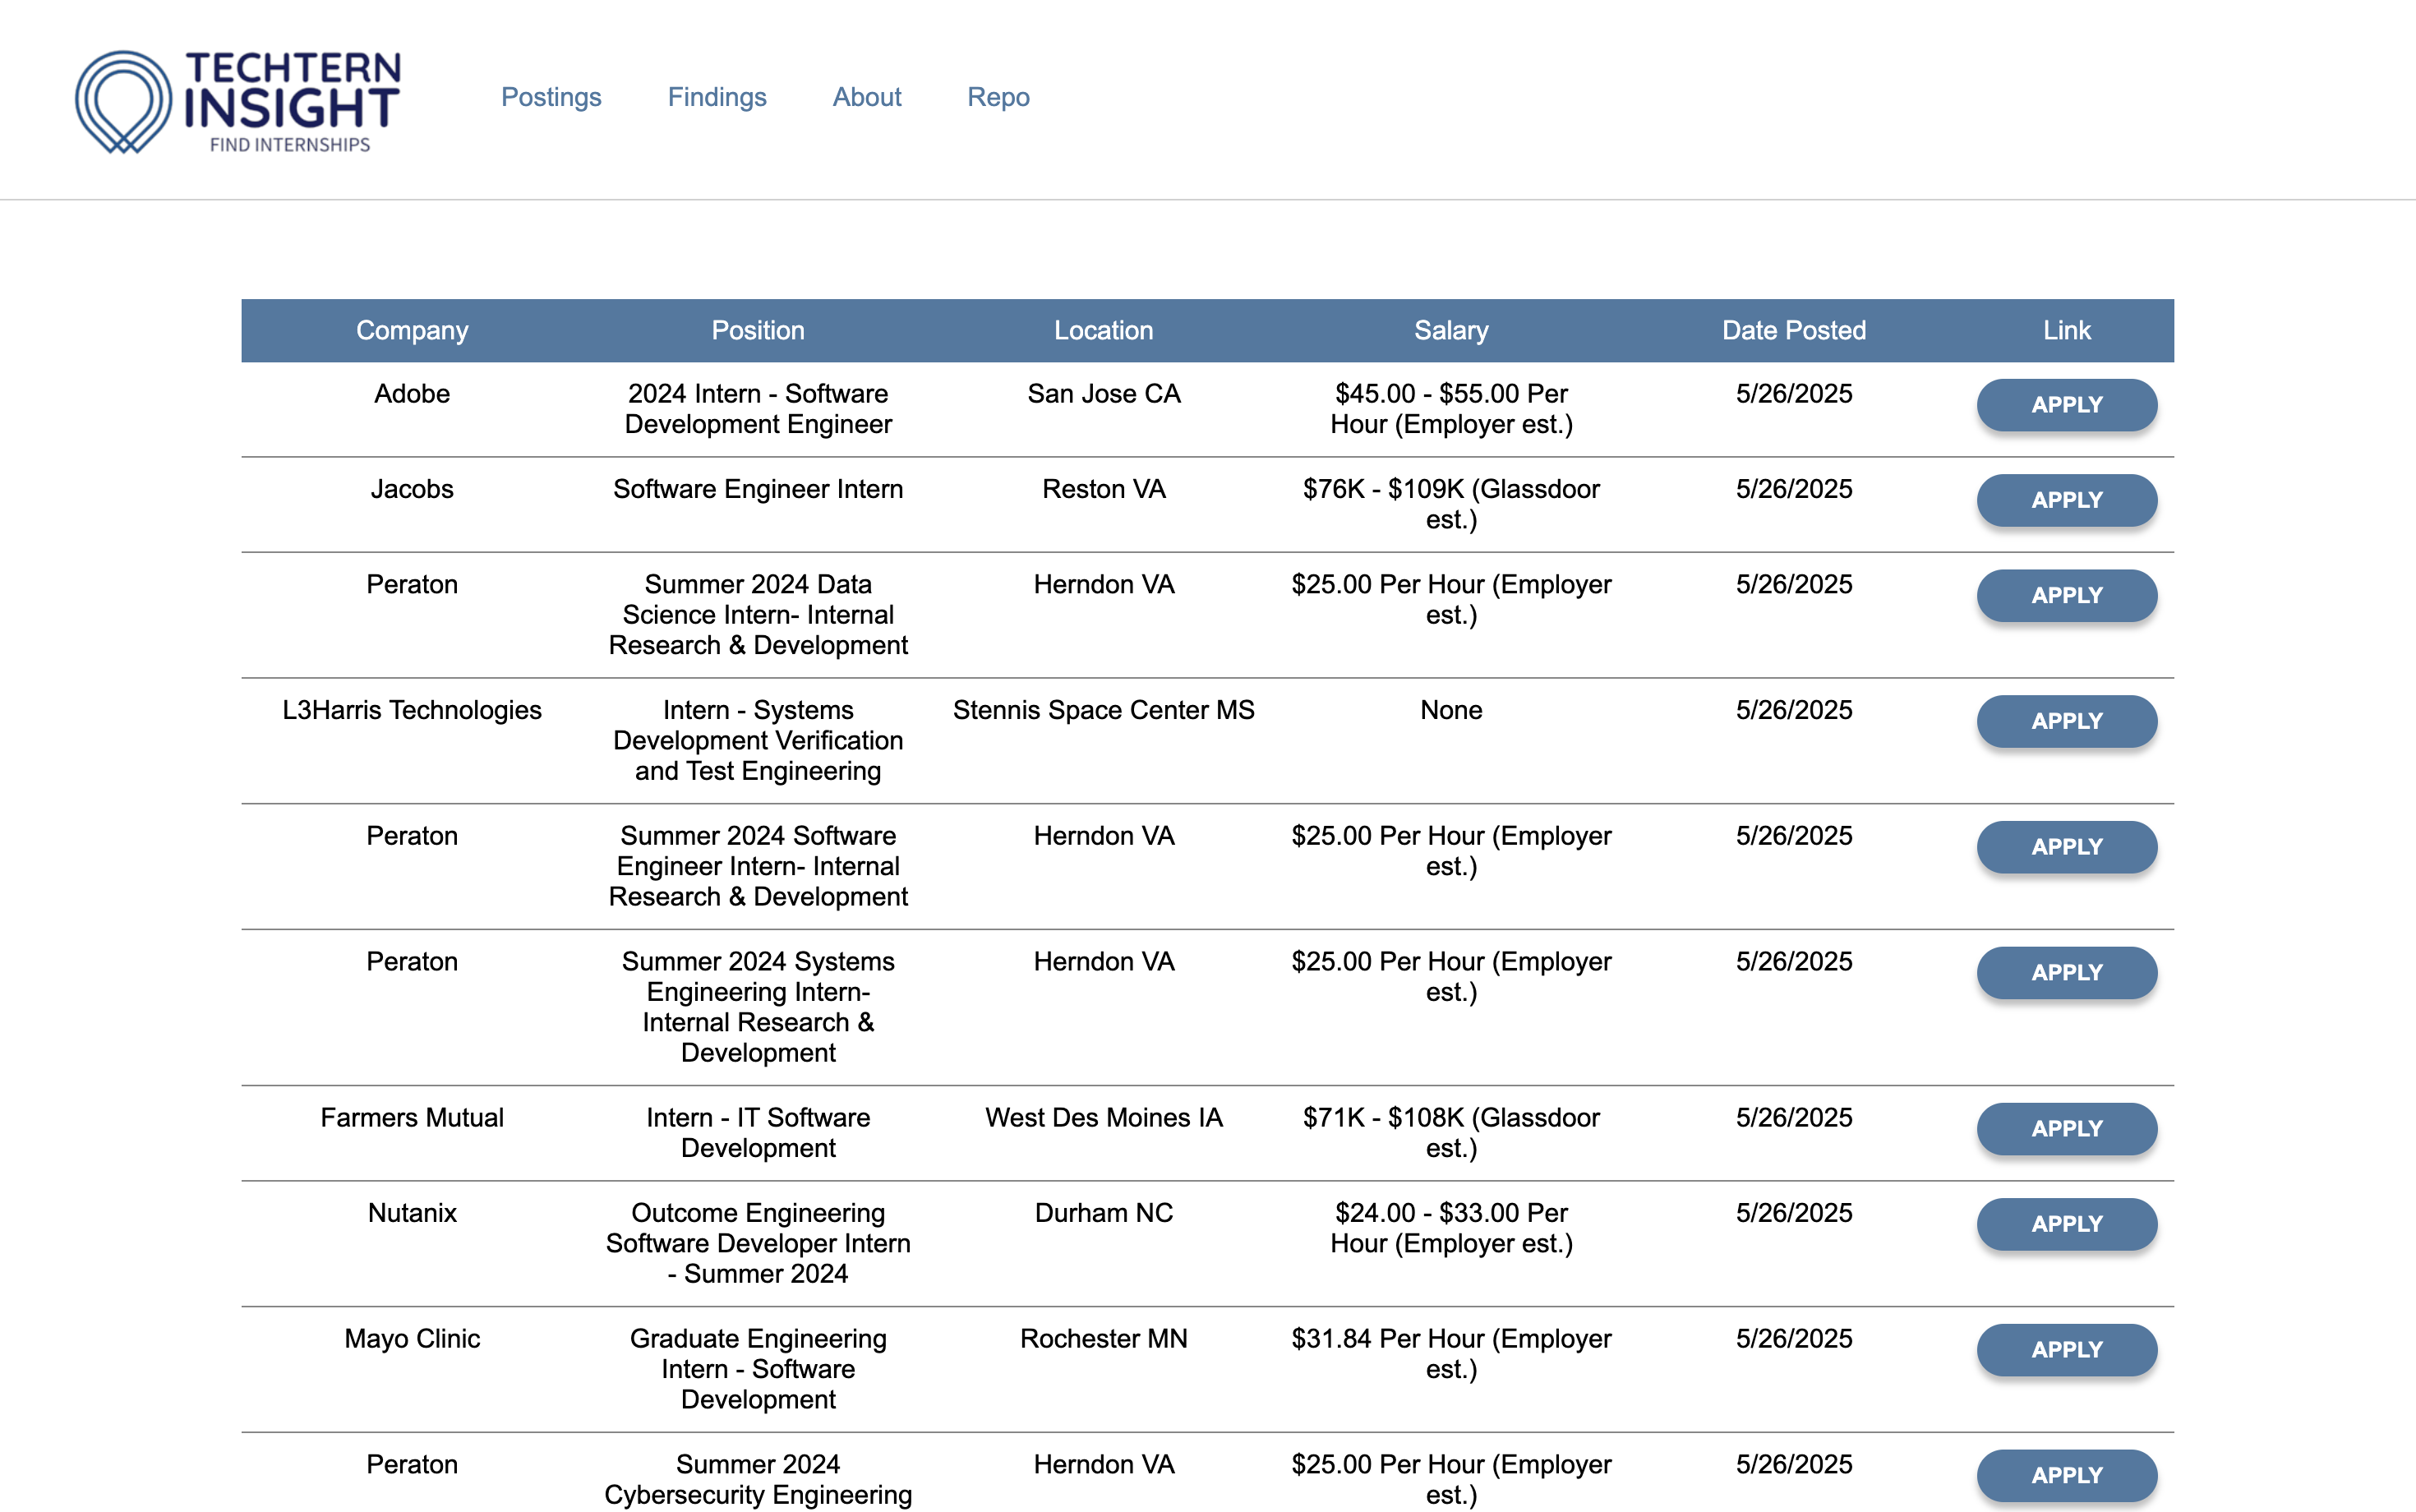 TECHTERN
INSIGHT
FIND INTERNSHIPS
Postings Findings About Repo
Company Position Location Salary Date Posted Link
Adobe 2024 Intern - Software San Jose CA $45.00 - $55.00 Per 5/26/2025 APPLY
Development Engineer Hour (Employer est.)
Jacobs Software Engineer Intern Reston VA $76K - $109K (Glassdoor 5/26/2025 APPLY
est.)
Peraton Summer 2024 Data Herndon VA $25.00 Per Hour (Employer 5/26/2025 APPLY
Science Intern- Internal est.)
Research & Development
L3Harris Technologies Intern - Systems Stennis Space Center MS None 5/26/2025 APPLY
Development Verification
and Test Engineering
Peraton Summer 2024 Software Herndon VA $25.00 Per Hour (Employer 5/26/2025 APPLY
Engineer Intern- Internal est.)
Research & Development
Peraton Summer 2024 Systems Herndon VA $25.00 Per Hour (Employer 5/26/2025 APPLY
Engineering Intern- est.)
Internal Research &
Development
Farmers Mutual Intern - IT Software West Des Moines IA $71K - $108K (Glassdoor 5/26/2025 APPLY
Development est.)
Nutanix Outcome Engineering Durham NC $24.00 - $33.00 Per 5/26/2025 APPLY
Software Developer Intern Hour (Employer est.)
- Summer 2024
Mayo Clinic Graduate Engineering Rochester MN $31.84 Per Hour (Employer 5/26/2025 APPLY
Intern - Software est.)
Development
Peraton Summer 2024 Herndon VA $25.00 Per Hour (Employer 5/26/2025 APPLY
Cybersecurity Engineering est.)